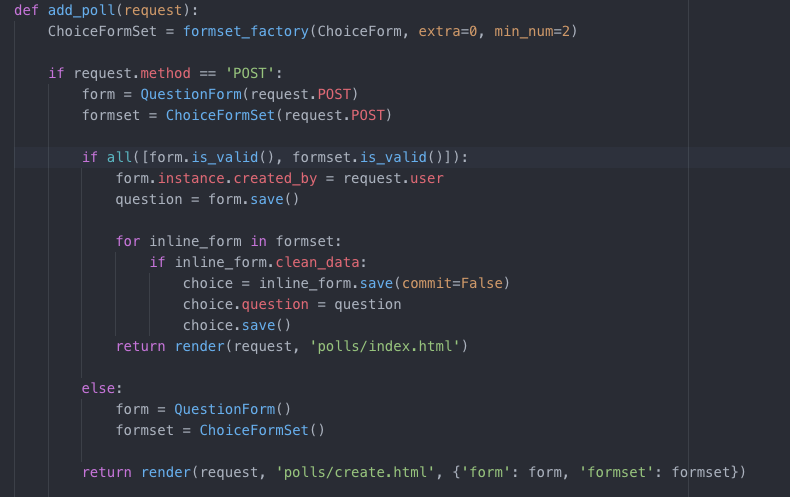 def add_poll(request):
    ChoiceFormSet = formset_factory(ChoiceForm, extra=0, min_num=2)

    if request.method == 'POST':
        form = QuestionForm(request.POST)
        formset = ChoiceFormSet(request.POST)

        if all([form.is_valid(), formset.is_valid()]):
            form.instance.created_by = request.user
            question = form.save()

            for inline_form in formset:
                if inline_form.clean_data:
                    choice = inline_form.save(commit=False)
                    choice.question = question
                    choice.save()
            return render(request, 'polls/index.html')

        else:
            form = QuestionForm()
            formset = ChoiceFormSet()

        return render(request, 'polls/create.html', {'form': form, 'formset': formset})